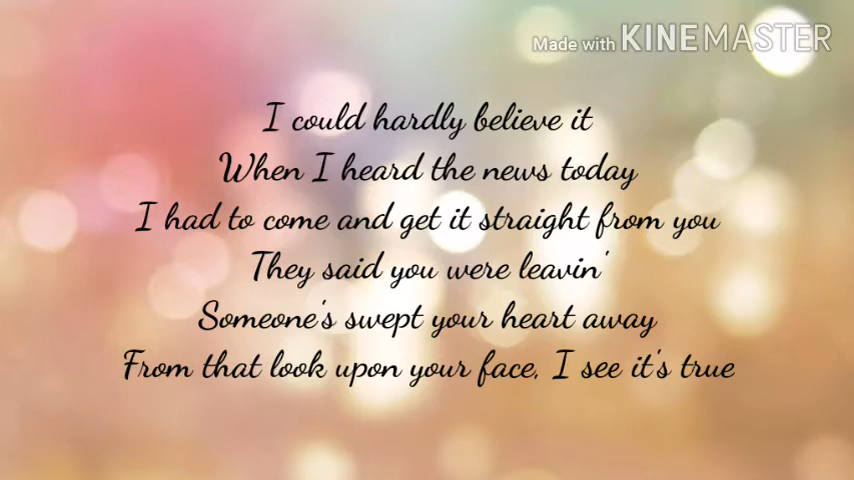 Made with KINEMASTER
I could hardly believe it
When I heard the news today
I had to come and get it straight from you
They said you were leavin'
Someone's swept your heart away
From that look upon your face, I see it's true